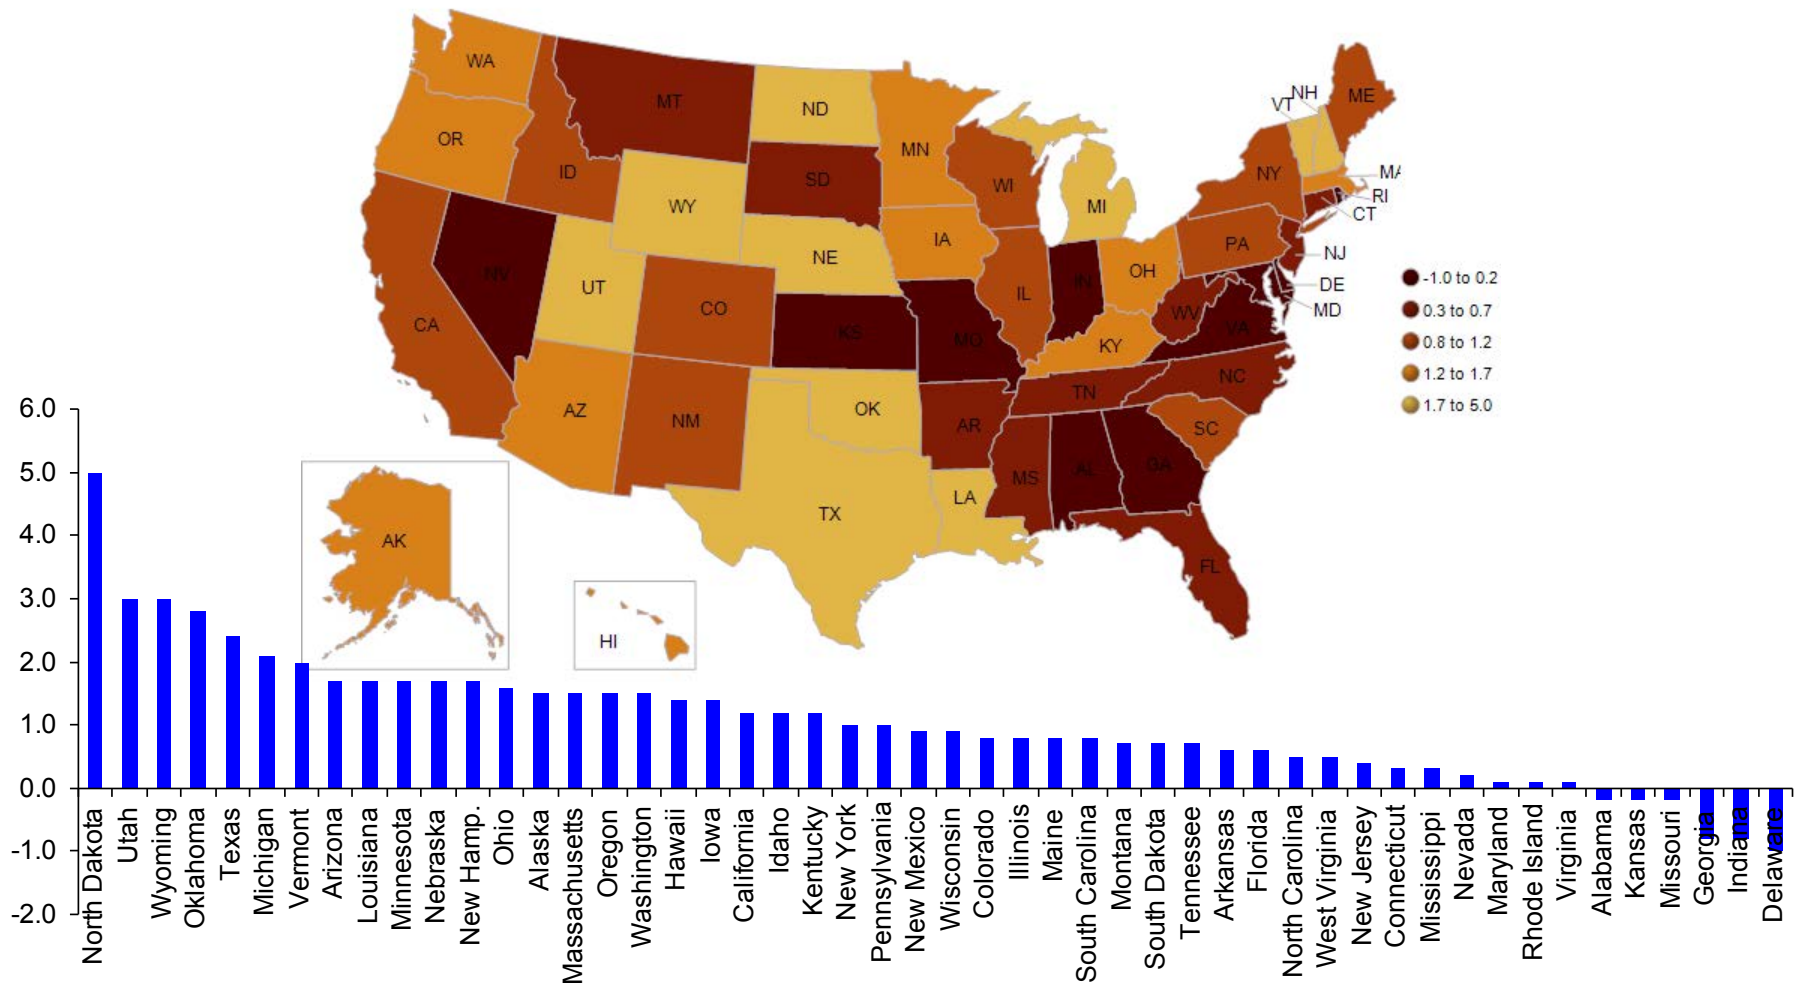 WA
MT
ND
MN
OR
ID
SD
WI
WY
MI
IA
NE
NV
UT
CO
CA
KS
MO
IL
IN
OH
PA
NY
VT
NH
ME
MA
RI
CT
NJ
DE
MD
WV
VA
KY
TN
NC
SC
AZ
NM
OK
AR
MS
AL
GA
TX
LA
FL
AK
HI
-1.0 to 0.2
0.3 to 0.7
0.8 to 1.2
1.2 to 1.7
1.7 to 5.0
6.0
5.0
4.0
3.0
2.0
1.0
0.0
-1.0
-2.0
North Dakota
Utah
Wyoming
Oklahoma
Texas
Michigan
Vermont
Arizona
Louisiana
Minnesota
Nebraska
New Hamp.
Ohio
Alaska
Massachusetts
Oregon
Washington
Hawaii
Iowa
California
Idaho
Kentucky
New York
Pennsylvania
New Mexico
Wisconsin
Colorado
Illinois
Maine
South Carolina
Montana
South Dakota
Tennessee
Arkansas
Florida
North Carolina
West Virginia
New Jersey
Connecticut
Mississippi
Nevada
Maryland
Rhode Island
Virginia
Alabama
Kansas
Missouri
Georgia
Indiana
Delaware